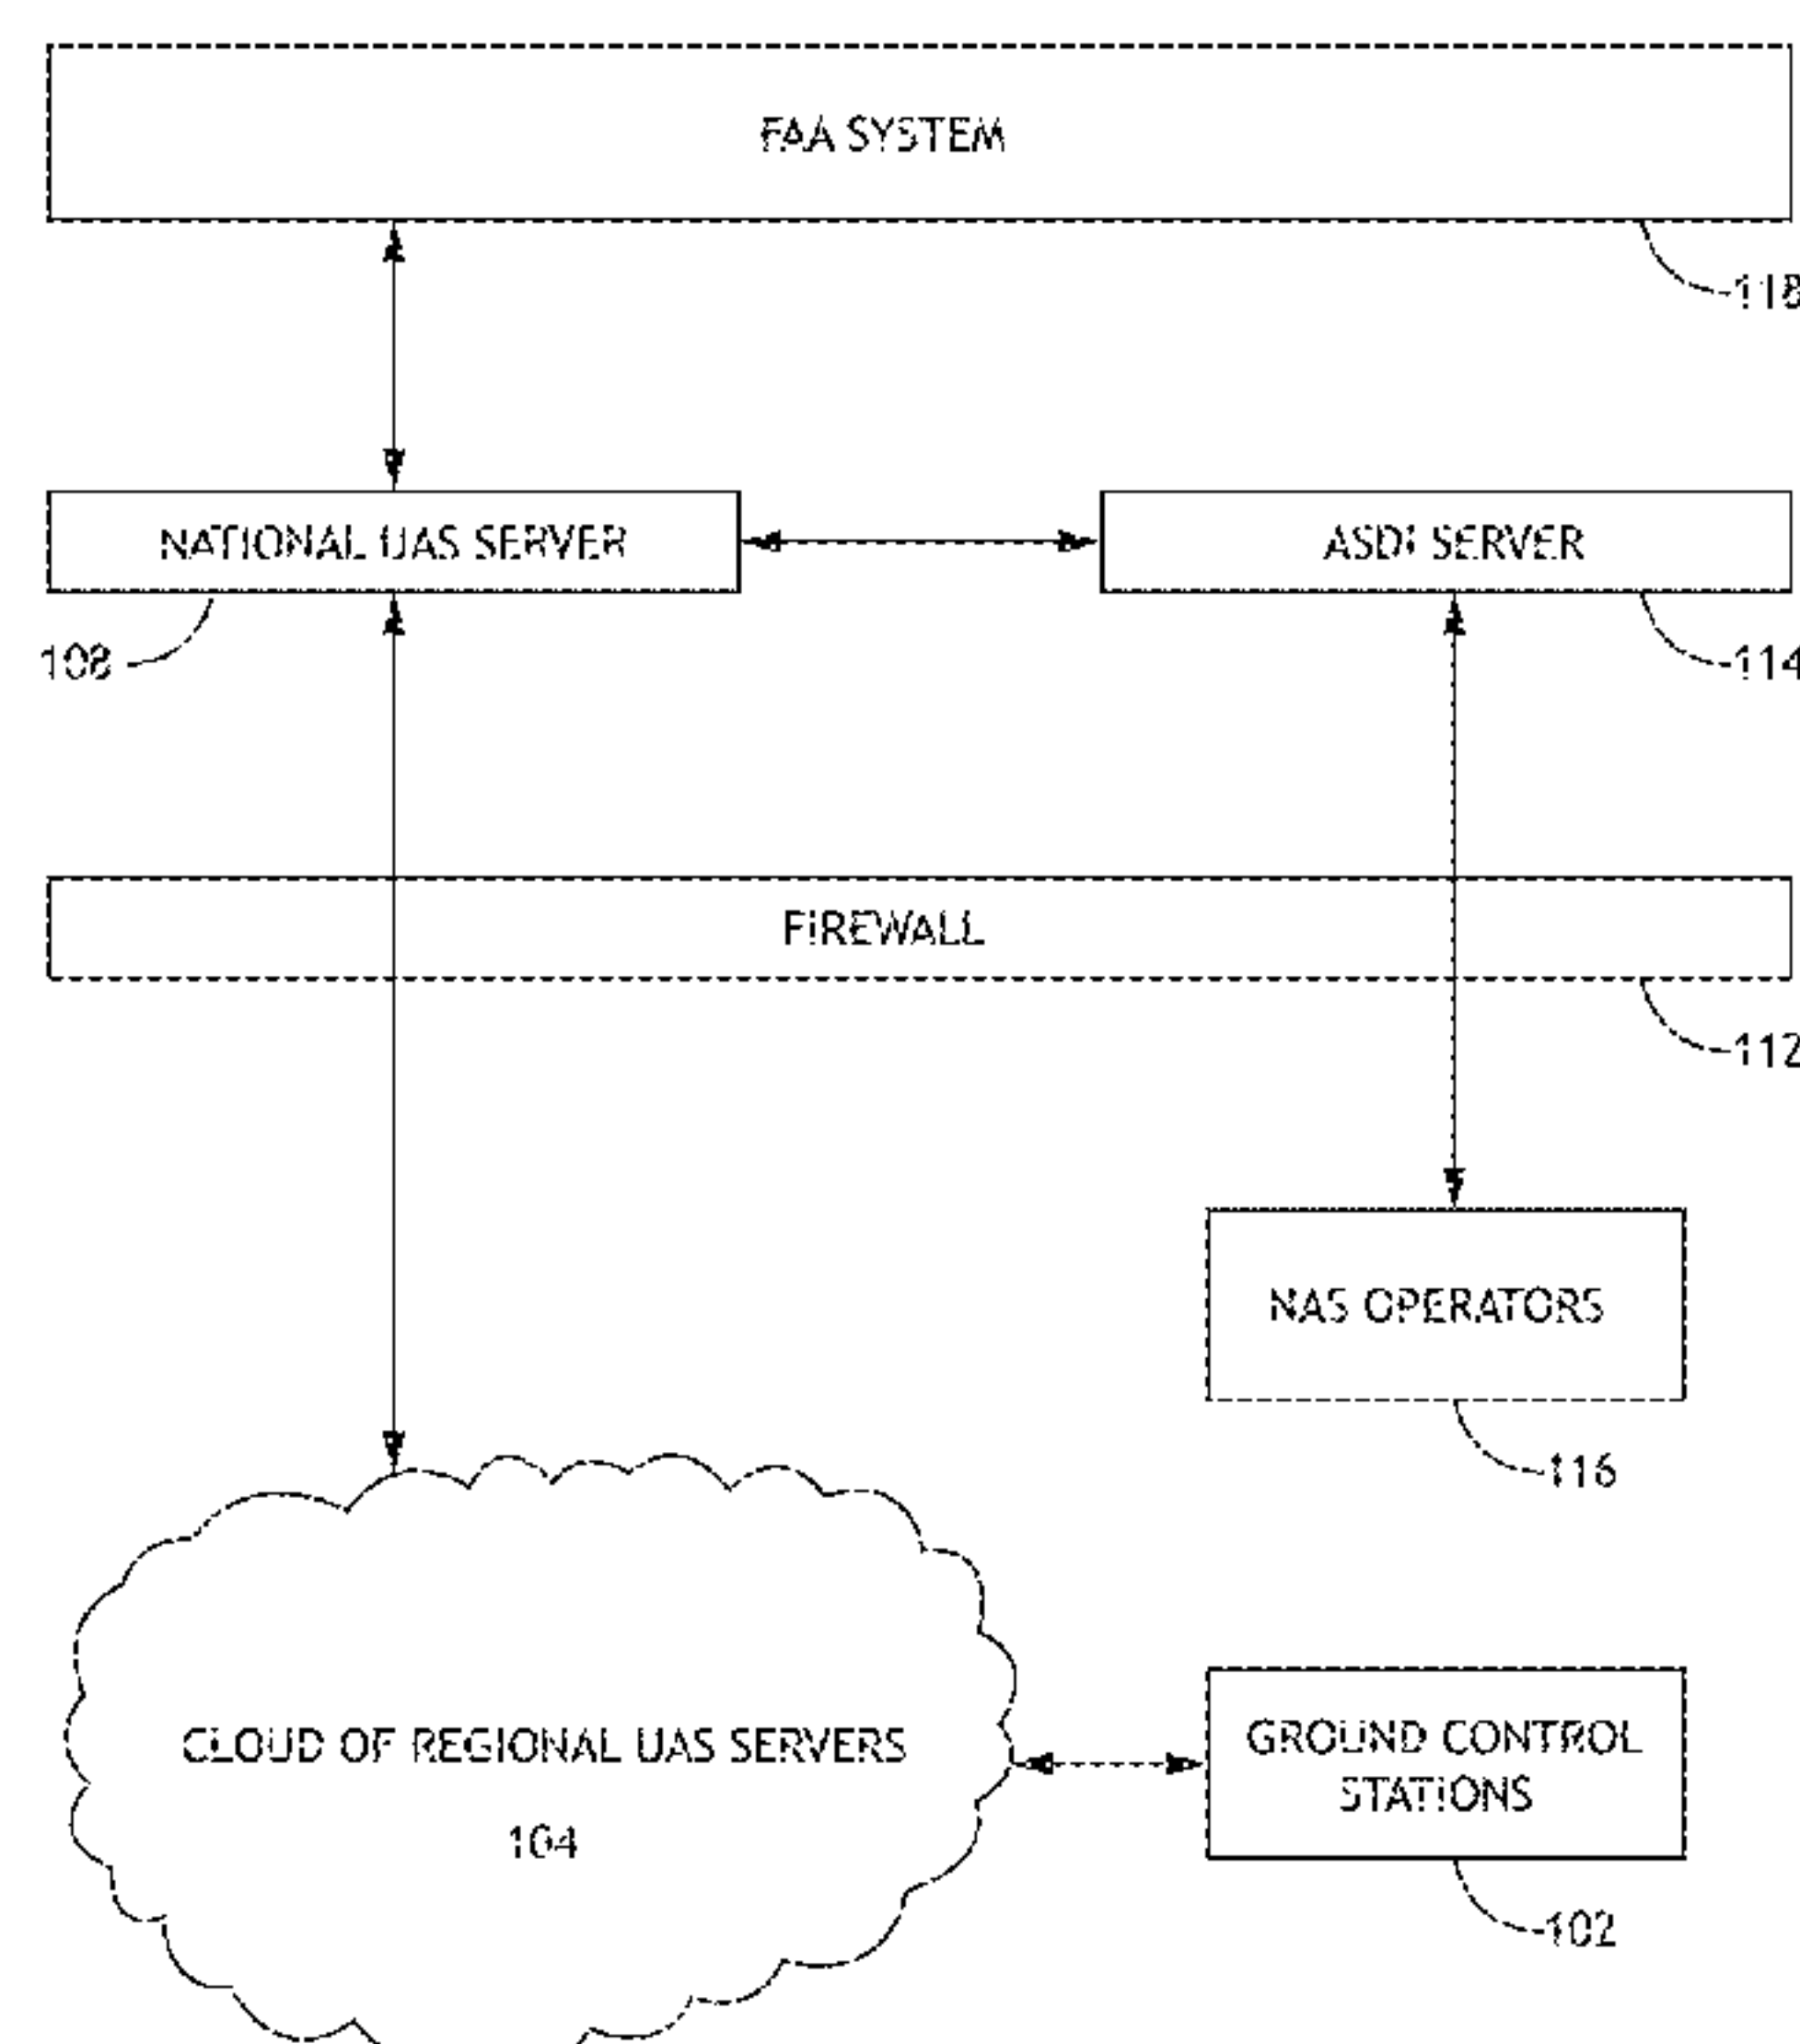 FAA SYSTEM
118
NATIONAL UAS SERVER
ASDI SERVER
108
114
FIREWALL
112
NAS OPERATORS
116
CLOUD OF REGIONAL UAS SERVERS
104
GROUND CONTROL
STATIONS
102